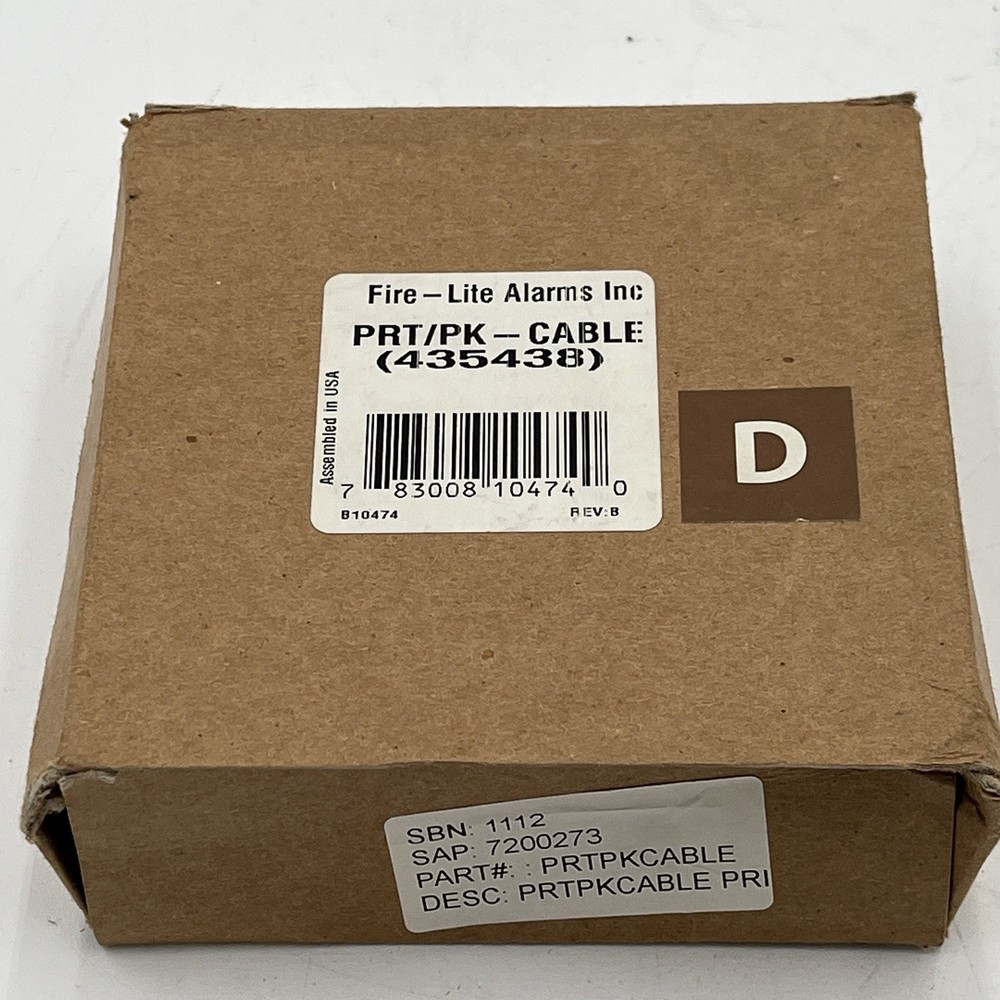 Fire-Lite Alarms Inc
PRT/PK-CABLE
(435438)
Assembled in USA
7 83008 10474 0
B10474 REV:B
D
SBN: 1112
SAP: 7200273
PART#: : PRTPKCABLE
DESC: PRTPKCABLE PRI